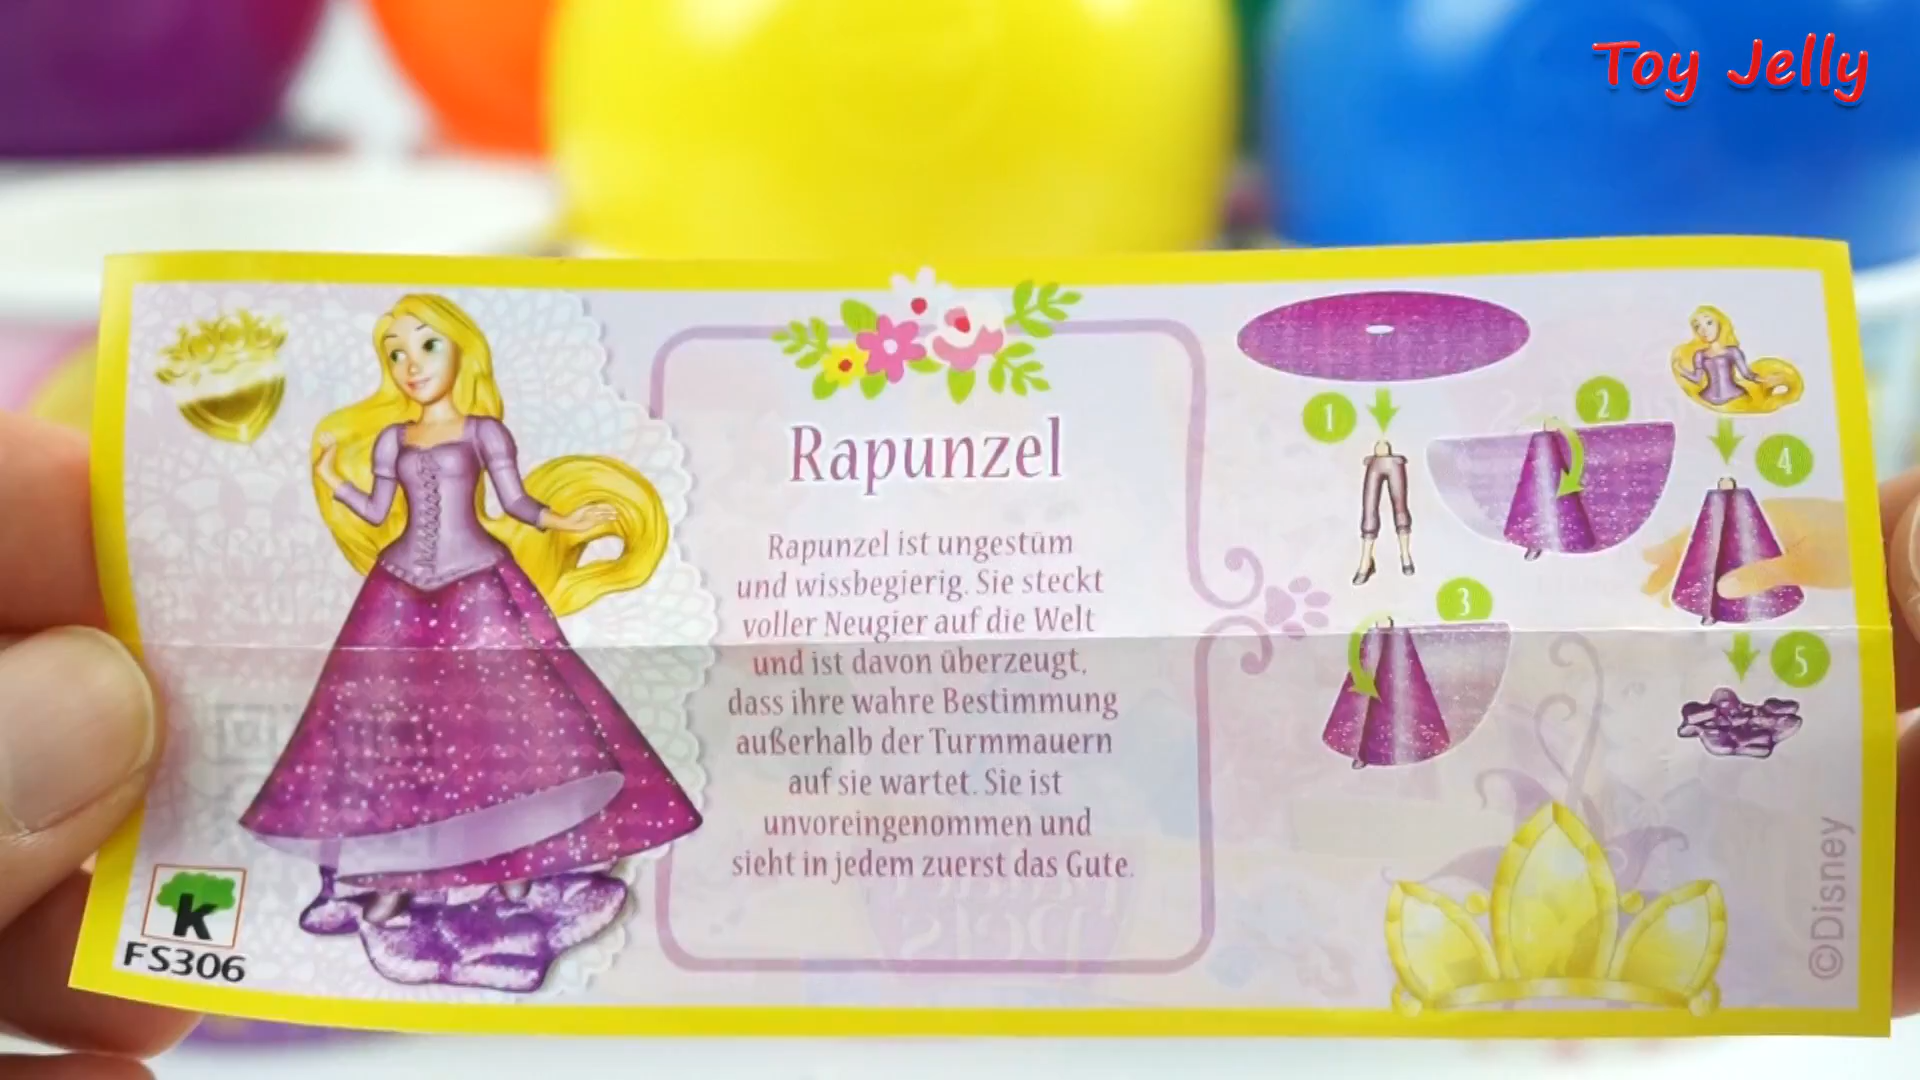 Toy Jelly
Rapunzel
Rapunzel ist ungestüm
und wissbegierig. Sie steckt
voller Neugier auf die Welt
und ist davon überzeugt,
dass ihre wahre Bestimmung
außerhalb der Turmmauern
auf sie wartet. Sie ist
unvoreingenommen und
sieht in jedem zuerst das Gute.
1
2
3
4
5
k
FS306
©Disney